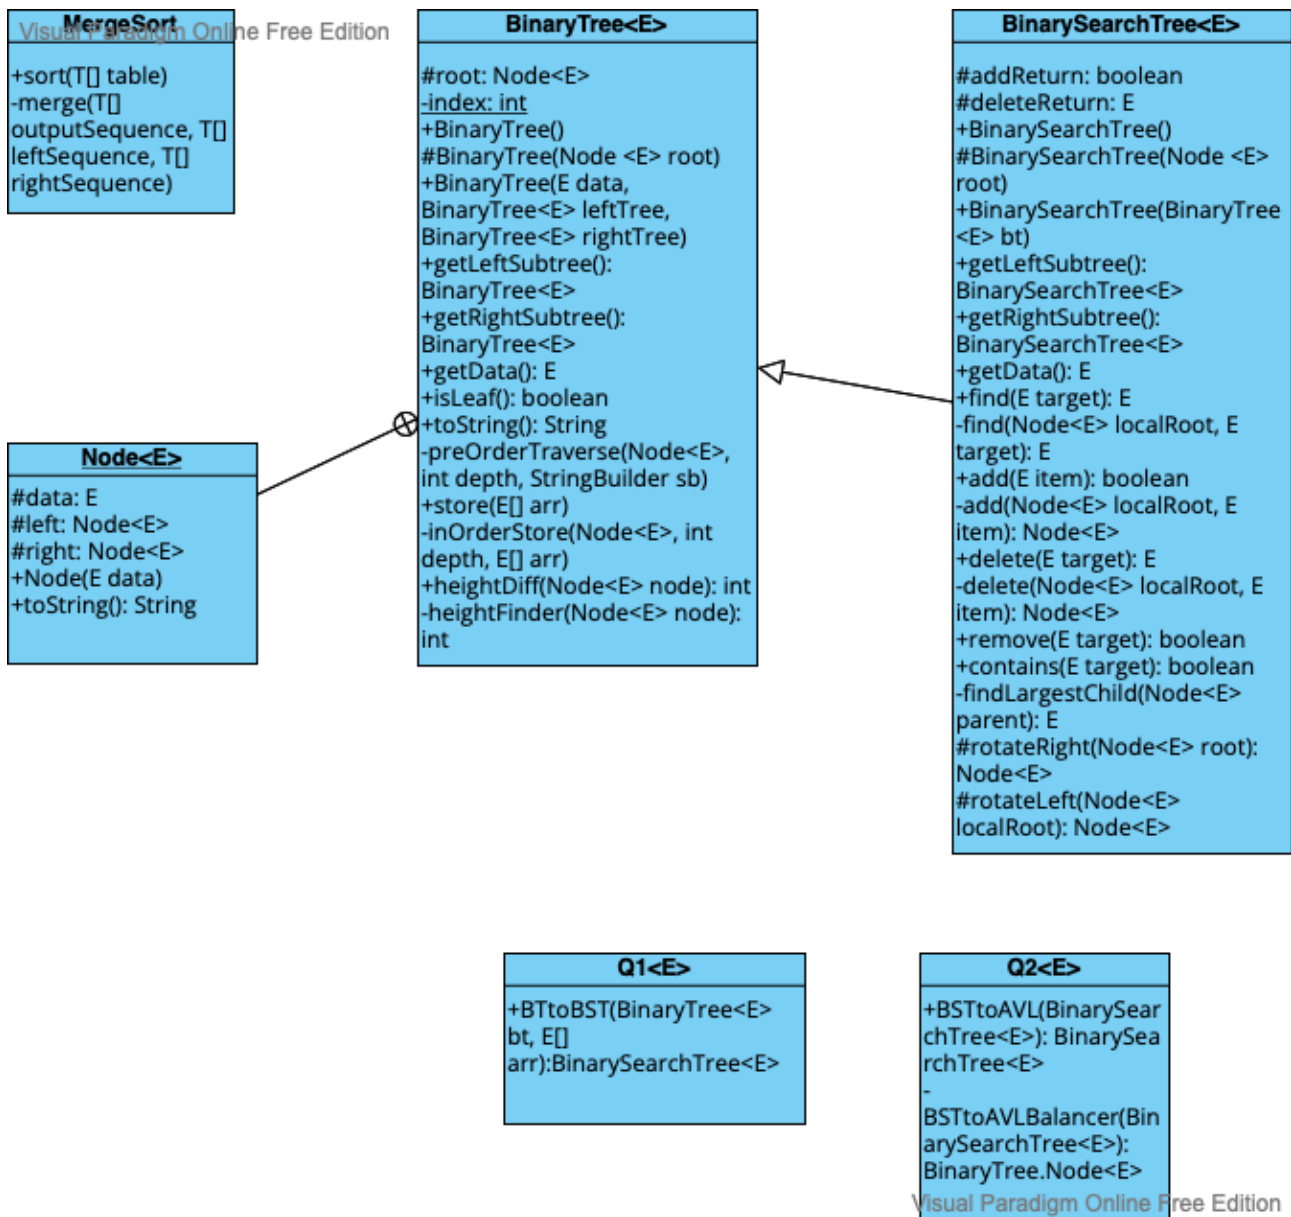 MergeSort
Visual Paradigm Online Free Edition
+sort(T[] table)
-merge(T[]
outputSequence, T[]
leftSequence, T[]
rightSequence)
BinaryTree<E>
#root: Node<E>
-index: int
+BinaryTree()
#BinaryTree(Node <E> root)
+BinaryTree(E data,
BinaryTree<E> leftTree,
BinaryTree<E> rightTree)
+getLeftSubtree():
BinaryTree<E>
+getRightSubtree():
BinaryTree<E>
+getData(): E
+isLeaf(): boolean
+toString(): String
-preOrderTraverse(Node<E>,
int depth, StringBuilder sb)
+store(E[] arr)
-inOrderStore(Node<E>, int
depth, E[] arr)
+heightDiff(Node<E> node): int
-heightFinder(Node<E> node):
int
BinarySearchTree<E>
#addReturn: boolean
#deleteReturn: E
+BinarySearchTree()
#BinarySearchTree(Node <E>
root)
+BinarySearchTree(BinaryTree
<E> bt)
+getLeftSubtree():
BinarySearchTree<E>
+getRightSubtree():
BinarySearchTree<E>
+getData(): E
+find(E target): E
-find(Node<E> localRoot, E
target): E
+add(E item): boolean
-add(Node<E> localRoot, E
item): Node<E>
+delete(E target): E
-delete(Node<E> localRoot, E
item): Node<E>
+remove(E target): boolean
+contains(E target): boolean
-findLargestChild(Node<E>
parent): E
#rotateRight(Node<E> root):
Node<E>
#rotateLeft(Node<E>
localRoot): Node<E>
Node<E>
#data: E
#left: Node<E>
#right: Node<E>
+Node(E data)
+toString(): String
Q1<E>
+BTtoBST(BinaryTree<E>
bt, E[]
arr):BinarySearchTree<E>
Q2<E>
+BSTtoAVL(BinarySear
chTree<E>): BinarySea
rchTree<E>
-
BSTtoAVLBalancer(Bin
arySearchTree<E>):
BinaryTree.Node<E>
Visual Paradigm Online Free Edition